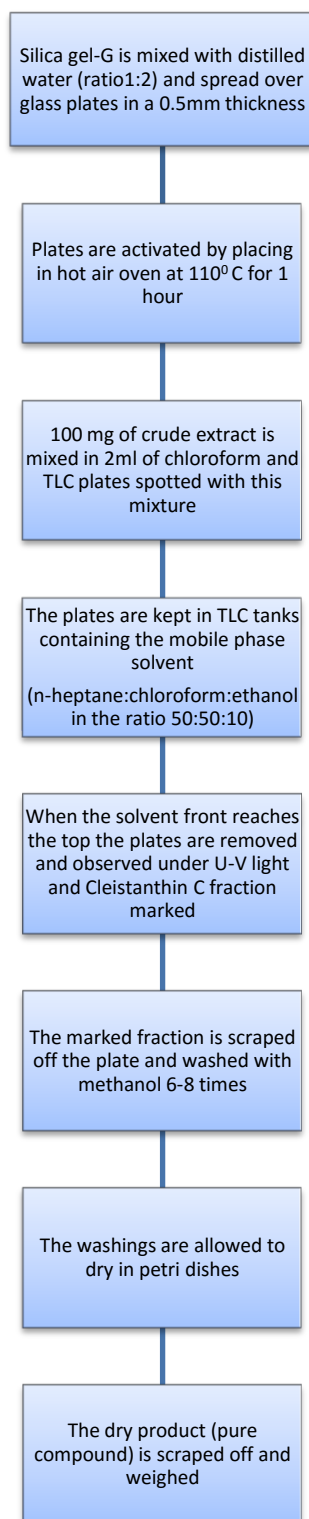 Silica gel-G is mixed with distilled
water (ratio1:2) and spread over
glass plates in a 0.5mm thickness
Plates are activated by placing
in hot air oven at 110⁰ C for 1
hour
100 mg of crude extract is
mixed in 2ml of chloroform and
TLC plates spotted with this
mixture
The plates are kept in TLC tanks
containing the mobile phase
solvent
(n-heptane:chloroform:ethanol
in the ratio 50:50:10)
When the solvent front reaches
the top the plates are removed
and observed under U-V light
and Cleistanthin C fraction
marked
The marked fraction is scraped
off the plate and washed with
methanol 6-8 times
The washings are allowed to
dry in petri dishes
The dry product (pure
compound) is scraped off and
weighed